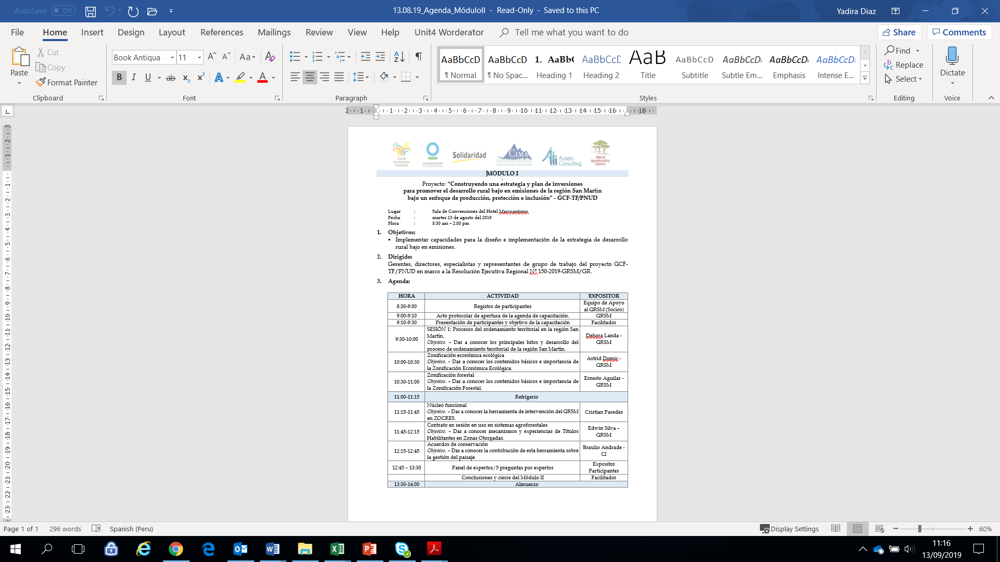 AutoSave Off
13.08.19_Agenda_MóduloII - Read-Only - Saved to this PC
Yadira Diaz
File Home Insert Design Layout References Mailings Review View Help Unit4 Worderator Tell me what you want to do
Share Comments
Paste
Cut
Copy
Format Painter
Clipboard
Book Antiqua 11
Font
Paragraph
AaBbCcD AaBbCcD 1. AaBb( AaBbCcD AaB AaBbCcD AaBbCcD AaBbCcD AaBbCcD
¶ Normal ¶ No Spac... Heading 1 Heading 2 Title Subtitle Subtle Em... Emphasis Intense E...
Styles
Find
Replace
Select
Editing
Dictate
Voice
2 1 1 2 3 4 5 6 7 8 9 10 11 12 13 14 15 16 18
Earth Innovation Institute
CONSERVATION INTERNATIONAL
Solidaridad
CIMA
Ali Ausejo Consulting
World Agroforestry Centre
MÓDULO I
Proyecto: “Construyendo una estrategia y plan de inversiones
para promover el desarrollo rural bajo en emisiones de la región San Martín
bajo un enfoque de producción, protección e inclusión” - GCF-TF/PNUD
Lugar : Sala de Convenciones del Hotel Marcoantonio
Fecha : martes 13 de agosto del 2019
Hora : 8:30 am – 2:00 pm
1. Objetivos:
▪ Implementar capacidades para la diseño e implementación de la estrategia de desarrollo
rural bajo en emisiones.
2. Dirigido:
Gerentes, directores, especialistas y representantes de grupo de trabajo del proyecto GCF-
TF/PNUD en marco a la Resolución Ejecutiva Regional N° 150-2019-GRSM/GR.
3. Agenda:
HORA ACTIVIDAD EXPOSITOR
8:30-9:00 Registro de participantes Equipo de Apoyo
al GRSM (Socios)
9:00-9:10 Acto protocolar de apertura de la agenda de capacitación. GRSM
9:10-9:30 Presentación de participantes y objetivo de la capacitación Facilitador
9:30-10:00
SESIÓN 1: Procesos del ordenamiento territorial en la región San
Martín.
Objetivo. – Dar a conocer los principales hitos y desarrollo del
proceso de ordenamiento territorial de la región San Martín.
Debora Landa -
GRSM
10:00-10:30
Zonificación económica ecológica
Objetivo. – Dar a conocer los contenidos básicos e importancia de
la Zonificación Económica Ecológica.
Astrid Domic -
GRSM
10:30-11:00
Zonificación forestal
Objetivo. – Dar a conocer los contenidos básicos e importancia de
la Zonificación Forestal.
Ernesto Aguilar -
GRSM
11:00-11:15 Refrigerio
11:15-11:45
Núcleo funcional
Objetivo. – Dar a conocer la herramienta de intervención del GRSM
en ZOCRES.
Cristian Paredes
11:45-12:15
Contrato en sesión en uso en sistemas agroforestales
Objetivo. – Dar a conocer mecanismos y experiencias de Títulos
Habilitantes en Zonas Otorgadas.
Edwin Silva –
GRSM
12:15-12:45
Acuerdos de conservación
Objetivo. – Dar a conocer la contribución de esta herramienta sobre
la gestión del paisaje.
Braulio Andrade -
CI
12:45 – 13:30 Panel de expertos/5 preguntas por expertos Expositor
Participantes
Conclusiones y cierre del Módulo II Facilitador
13:30-14:00 Almuerzo
Page 1 of 1 296 words Spanish (Peru) Display Settings 60%
11:16
13/09/2019